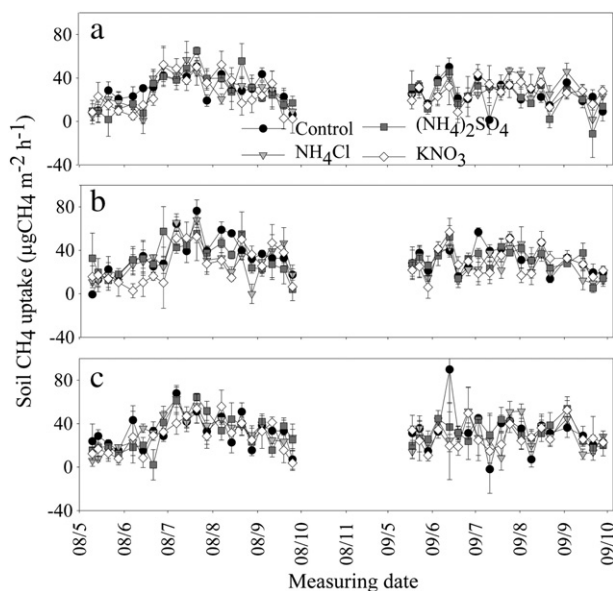 a
80
40
0
-40
Control
(NH4)2SO4
NH4Cl
KNO3
b
80
40
0
-40
c
80
40
0
-40
Soil CH4 uptake (μgCH4 m-2 h-1)
08/5
08/6
08/7
08/8
08/9
08/10
08/11
09/5
09/6
09/7
09/8
09/9
09/10
Measuring date